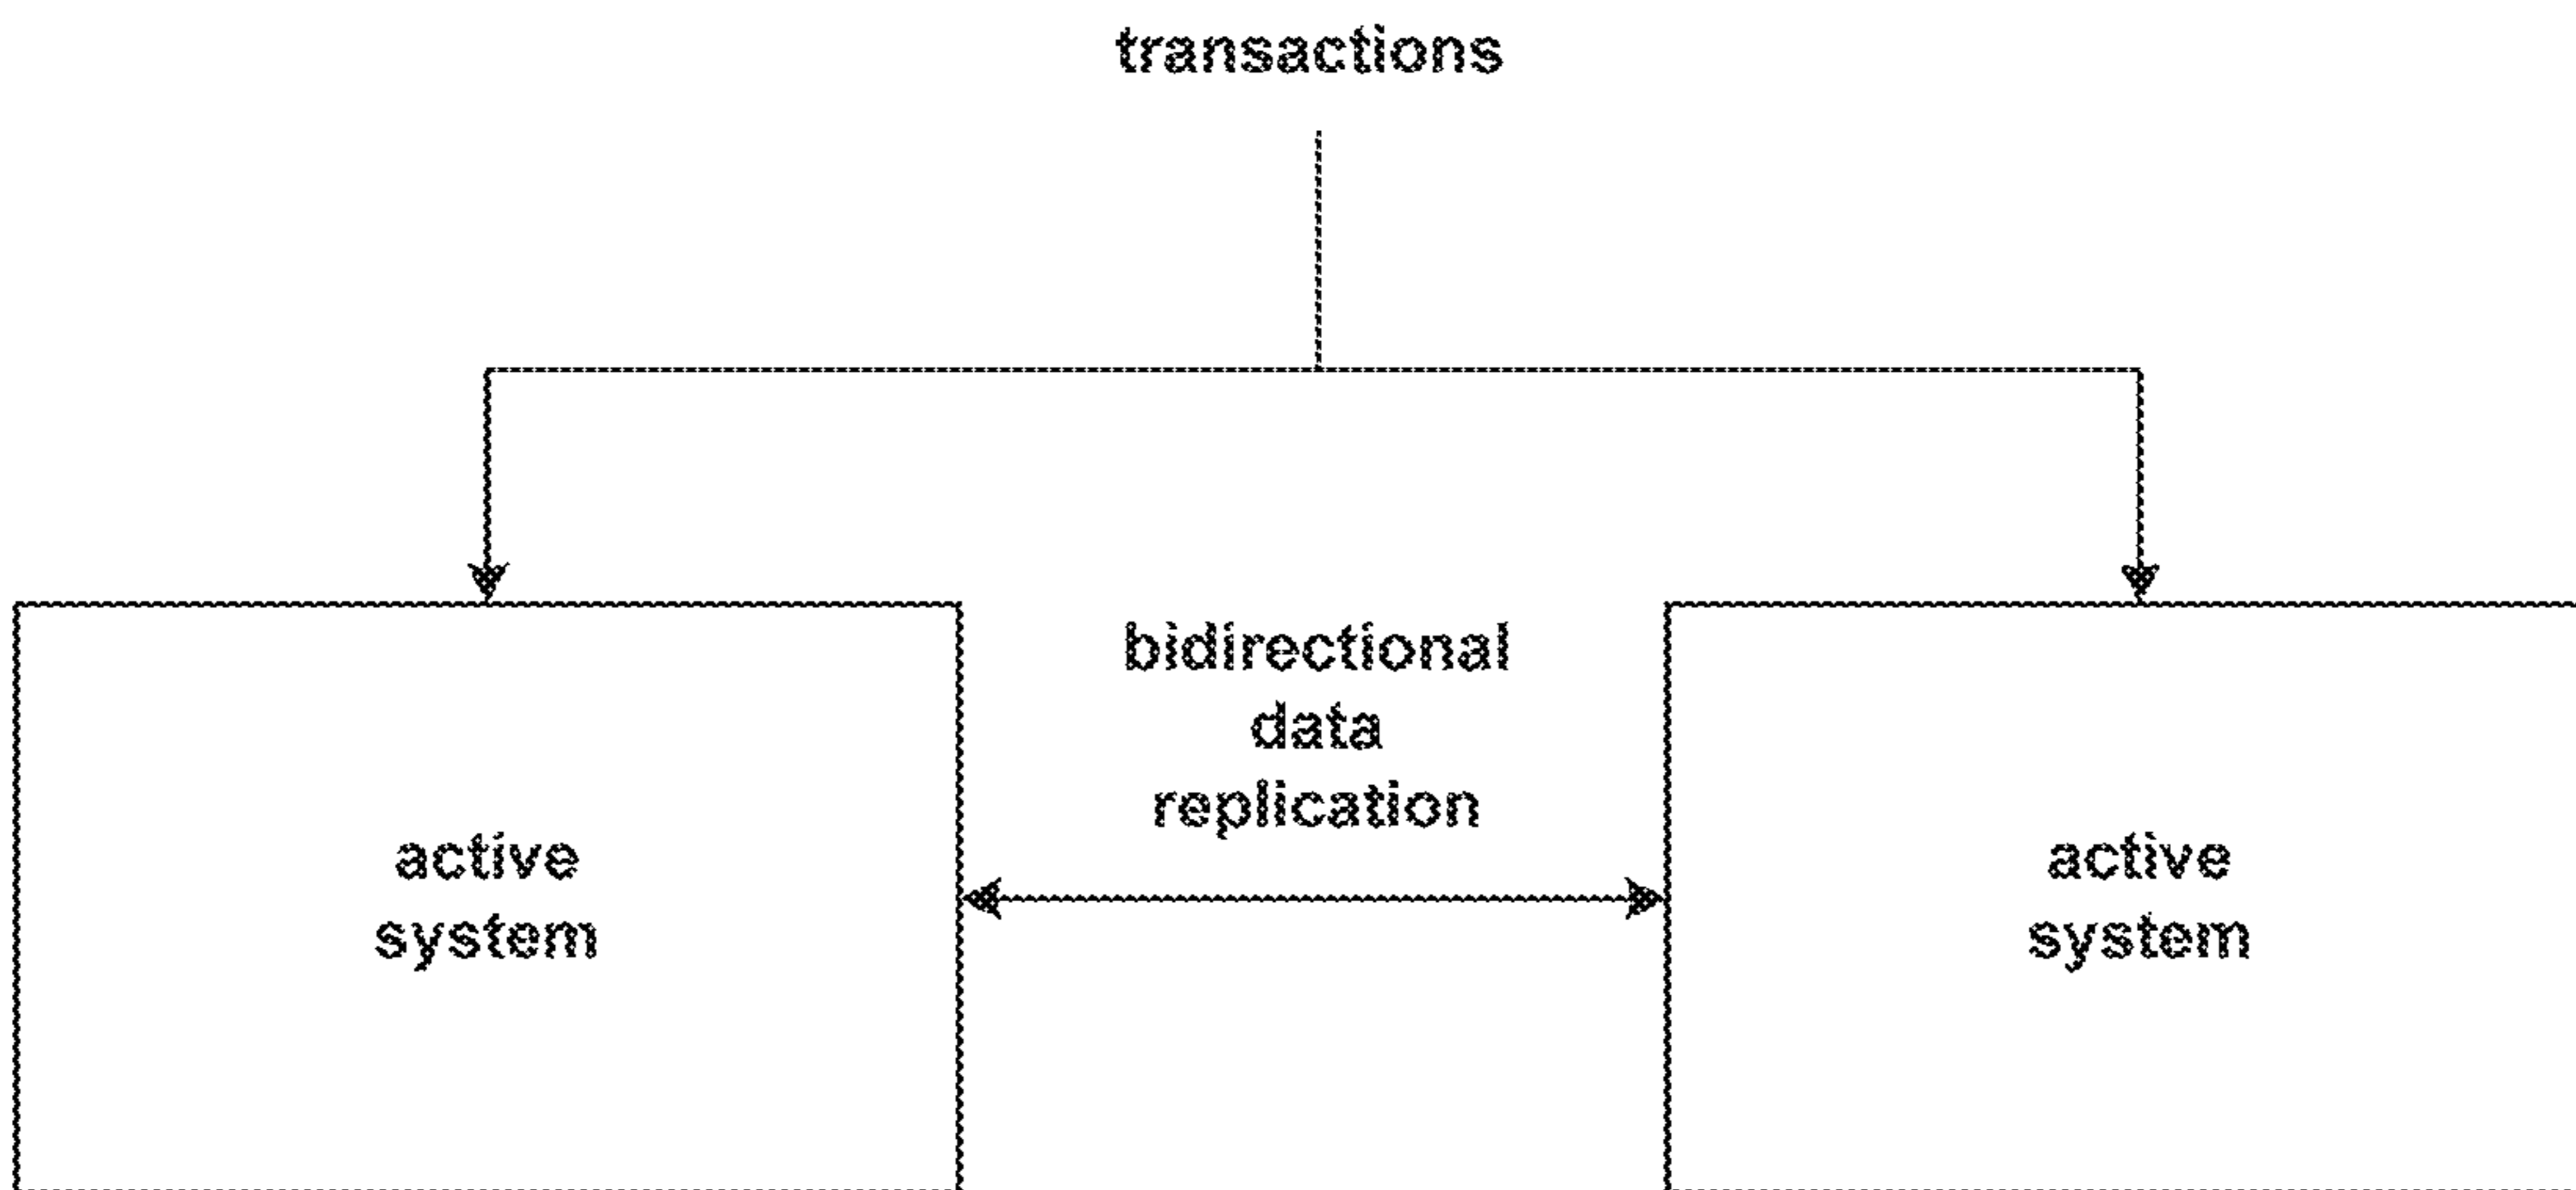 transactions
bidirectional
data
replication
active
system
active
system